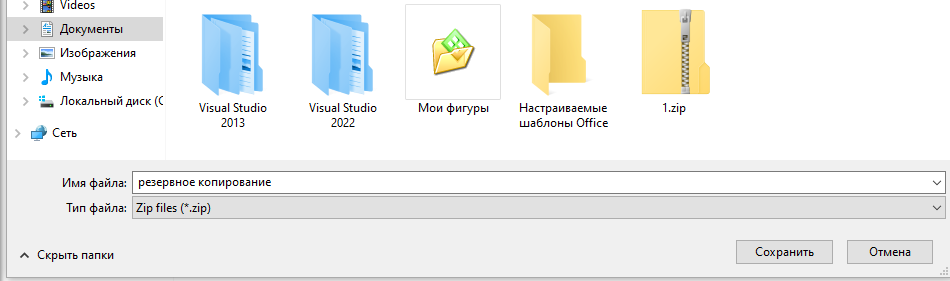 Videos
Документы
Изображения
Музыка
Локальный диск (C
Сеть
Visual Studio
2013
Visual Studio
2022
Мои фигуры
Настраиваемые
шаблоны Office
1.zip
Имя файла: резервное копирование
Тип файла: Zip files (*.zip)
Скрыть папки
Сохранить
Отмена